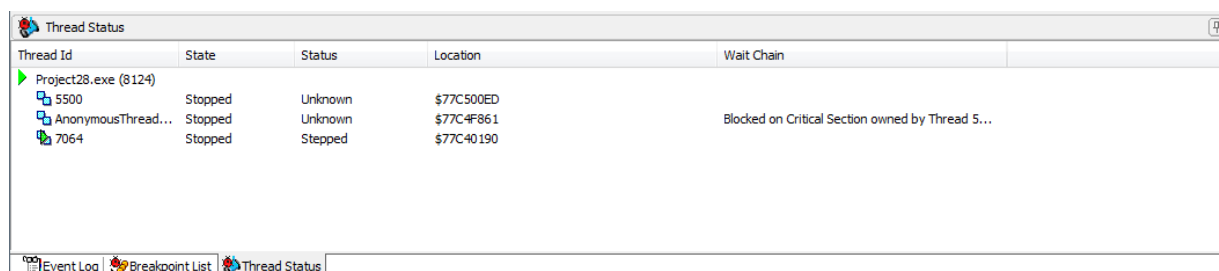 Thread Status
Thread Id State Status Location Wait Chain
Project28.exe (8124)
5500 Stopped Unknown $77C500ED
AnonymousThread... Stopped Unknown $77C4F861 Blocked on Critical Section owned by Thread 5...
7064 Stopped Stepped $77C40190
Event Log Breakpoint List Thread Status